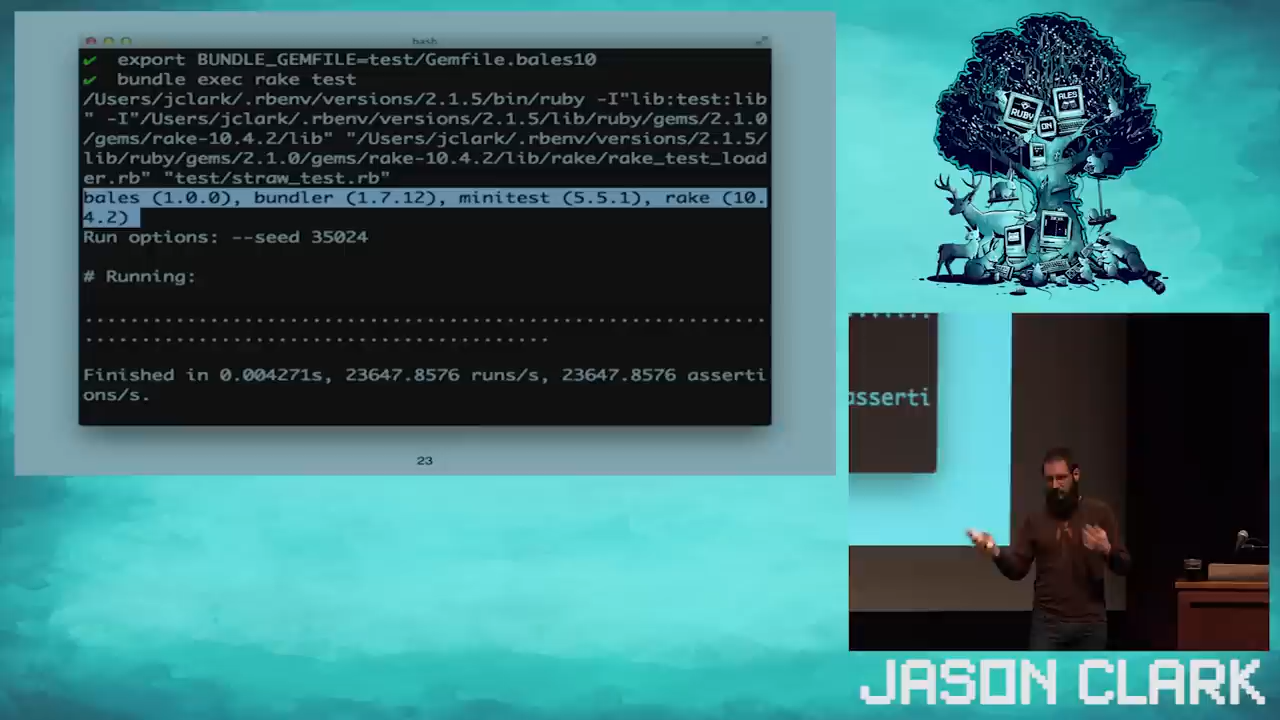 bash
✔ export BUNDLE_GEMFILE=test/Gemfile.bales10
✔ bundle exec rake test
/Users/jclark/.rbenv/versions/2.1.5/bin/ruby -I"lib:test:lib
" -I"/Users/jclark/.rbenv/versions/2.1.5/lib/ruby/gems/2.1.0
/gems/rake-10.4.2/lib" "/Users/jclark/.rbenv/versions/2.1.5/
lib/ruby/gems/2.1.0/gems/rake-10.4.2/lib/rake/rake_test_load
er.rb" "test/straw_test.rb"
bales (1.0.0), bundler (1.7.12), minitest (5.5.1), rake (10.
4.2)
Run options: --seed 35024
# Running:
............................................................
.........................................
Finished in 0.004271s, 23647.8576 runs/s, 23647.8576 asserti
ons/s.
23
RUBY
ON
ALES
asserti
JASON CLARK